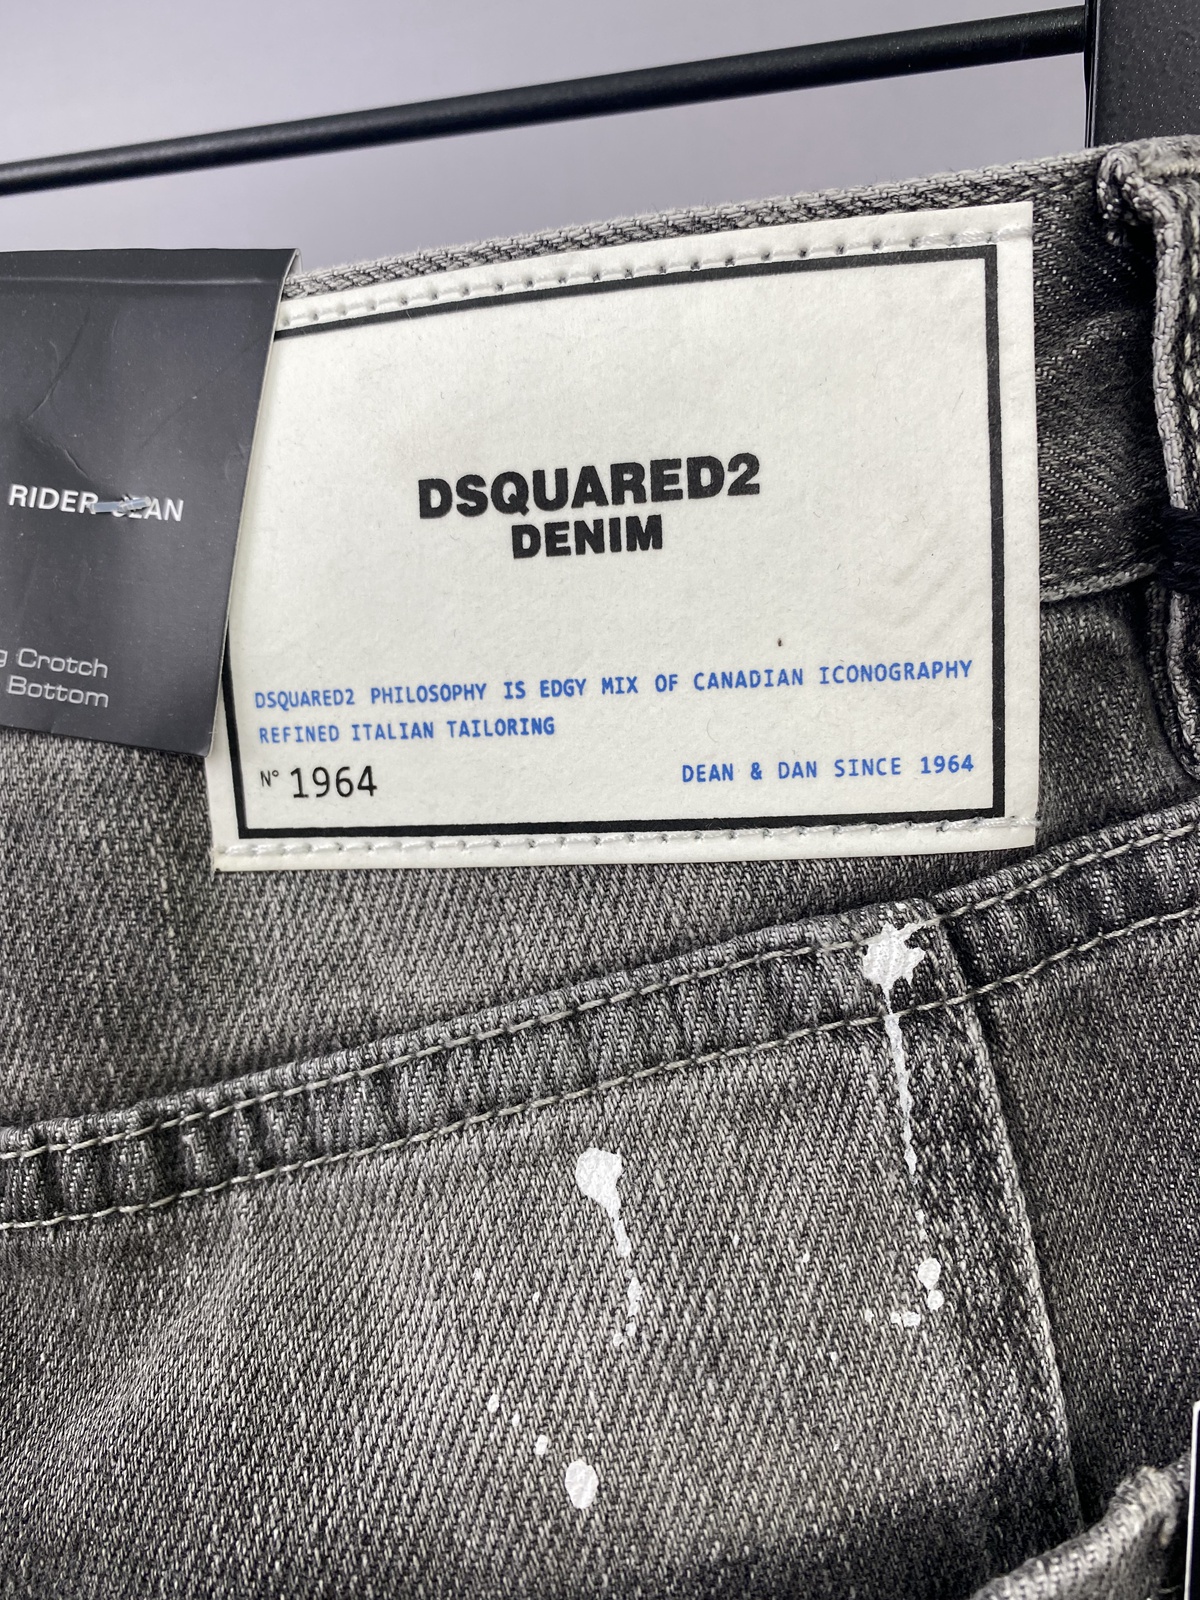 RIDER JEAN
Crotch
Bottom
DSQUARED2
DENIM
DSQUARED2 PHILOSOPHY IS EDGY MIX OF CANADIAN ICONOGRAPHY
REFINED ITALIAN TAILORING
N° 1964
DEAN & DAN SINCE 1964